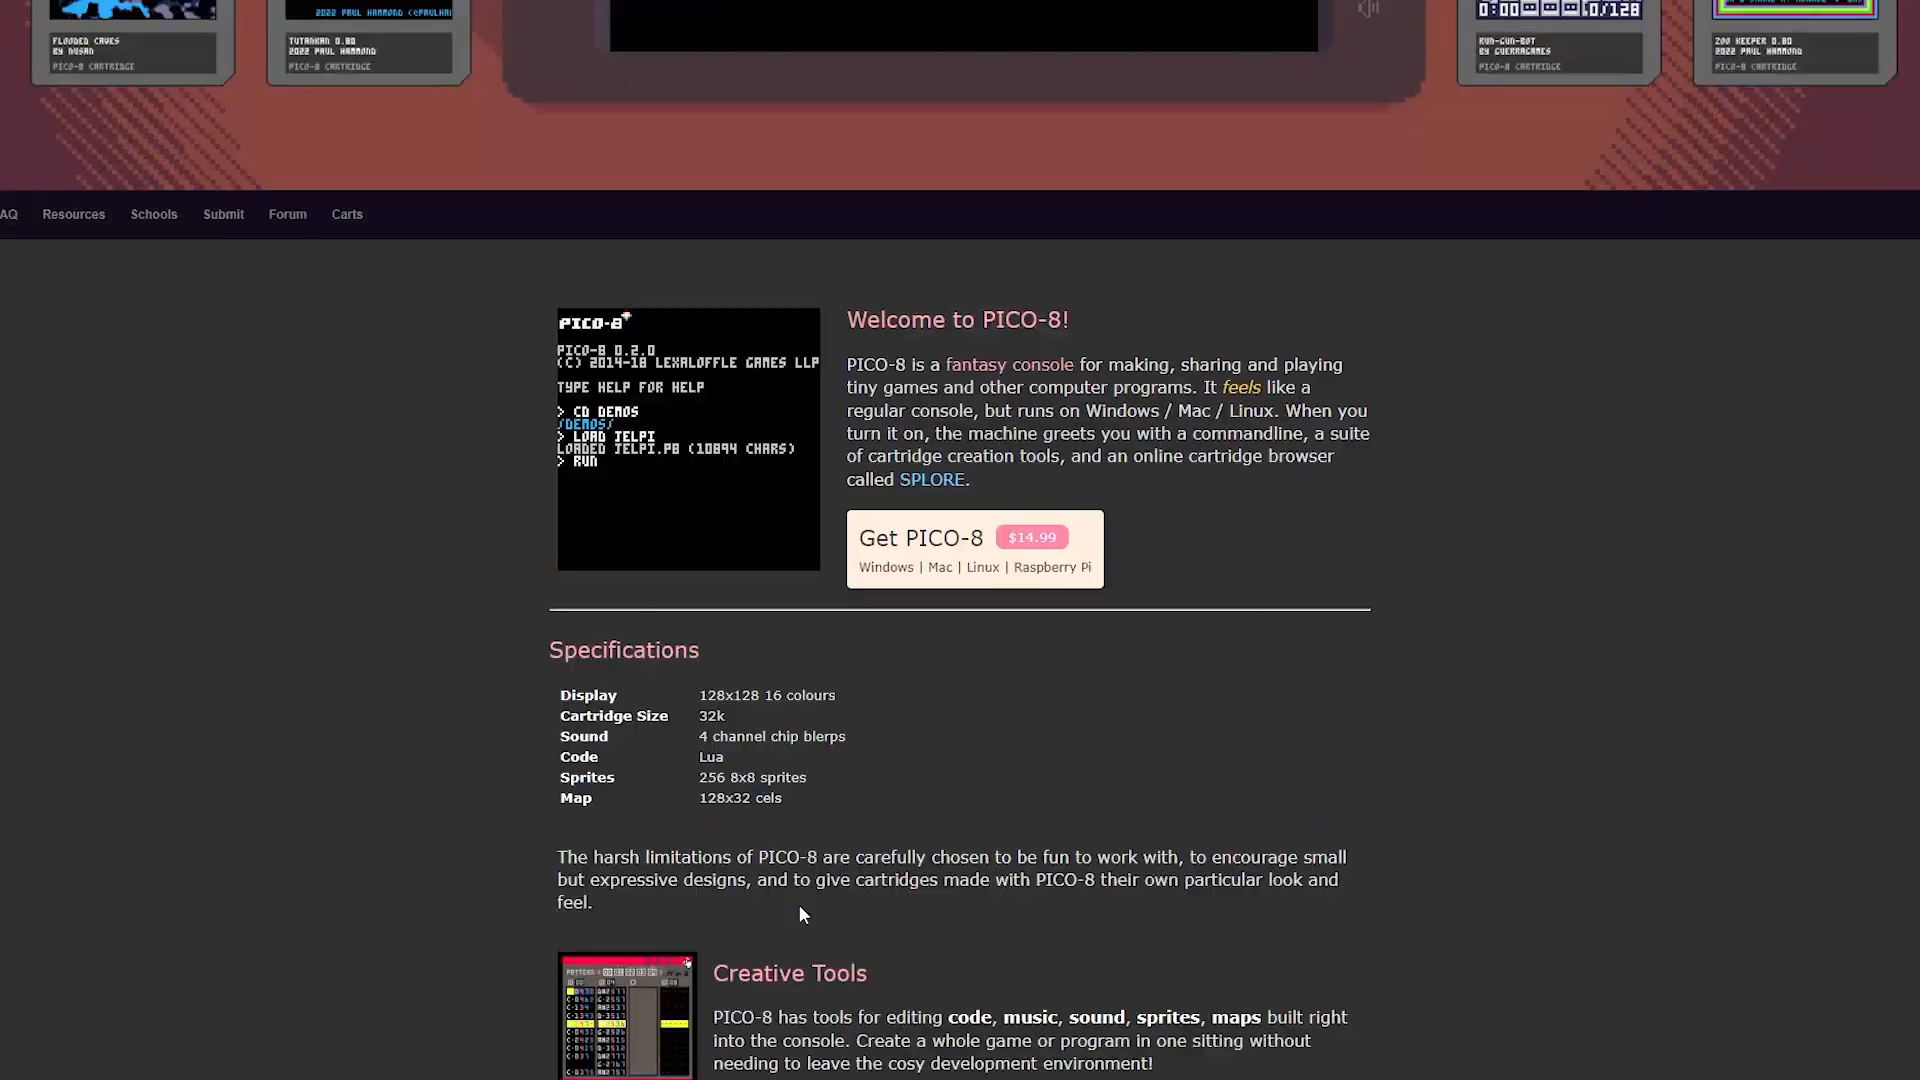 2022 PAUL HAMMOND (@PAULHA
0:00 0/128
FLOODED CAVES
BY NUSAN
PICO-8 CARTRIDGE
TUTANKAN 0.80
2022 PAUL HAMMOND
PICO-8 CARTRIDGE
RUN-GUN-BOT
BY GUERRAGAMES
PICO-8 CARTRIDGE
ZOO KEEPER 0.80
2022 PAUL HAMMOND
PICO-8 CARTRIDGE
AQ Resources Schools Submit Forum Carts
PICO-8
PICO-8 0.2.0
(C) 2014-18 LEXALOFFLE GAMES LLP
TYPE HELP FOR HELP
> CD DEMOS
/DEMOS/
> LOAD JELPI
LOADED JELPI.P8 (10894 CHARS)
> RUN
Welcome to PICO-8!
PICO-8 is a fantasy console for making, sharing and playing
tiny games and other computer programs. It feels like a
regular console, but runs on Windows / Mac / Linux. When you
turn it on, the machine greets you with a commandline, a suite
of cartridge creation tools, and an online cartridge browser
called SPLORE.
Get PICO-8 $14.99
Windows | Mac | Linux | Raspberry Pi
Specifications
Display 128x128 16 colours
Cartridge Size 32k
Sound 4 channel chip blerps
Code Lua
Sprites 256 8x8 sprites
Map 128x32 cels
The harsh limitations of PICO-8 are carefully chosen to be fun to work with, to encourage small
but expressive designs, and to give cartridges made with PICO-8 their own particular look and
feel.
PATTERN
Creative Tools
PICO-8 has tools for editing code, music, sound, sprites, maps built right
into the console. Create a whole game or program in one sitting without
needing to leave the cosy development environment!